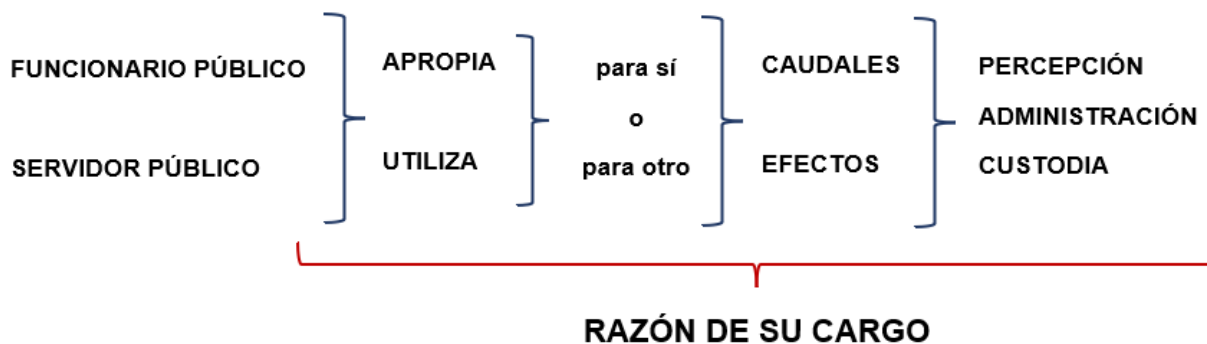 FUNCIONARIO PÚBLICO
SERVIDOR PÚBLICO
APROPIA
UTILIZA
para sí
o
para otro
CAUDALES
EFECTOS
PERCEPCIÓN
ADMINISTRACIÓN
CUSTODIA
RAZÓN DE SU CARGO